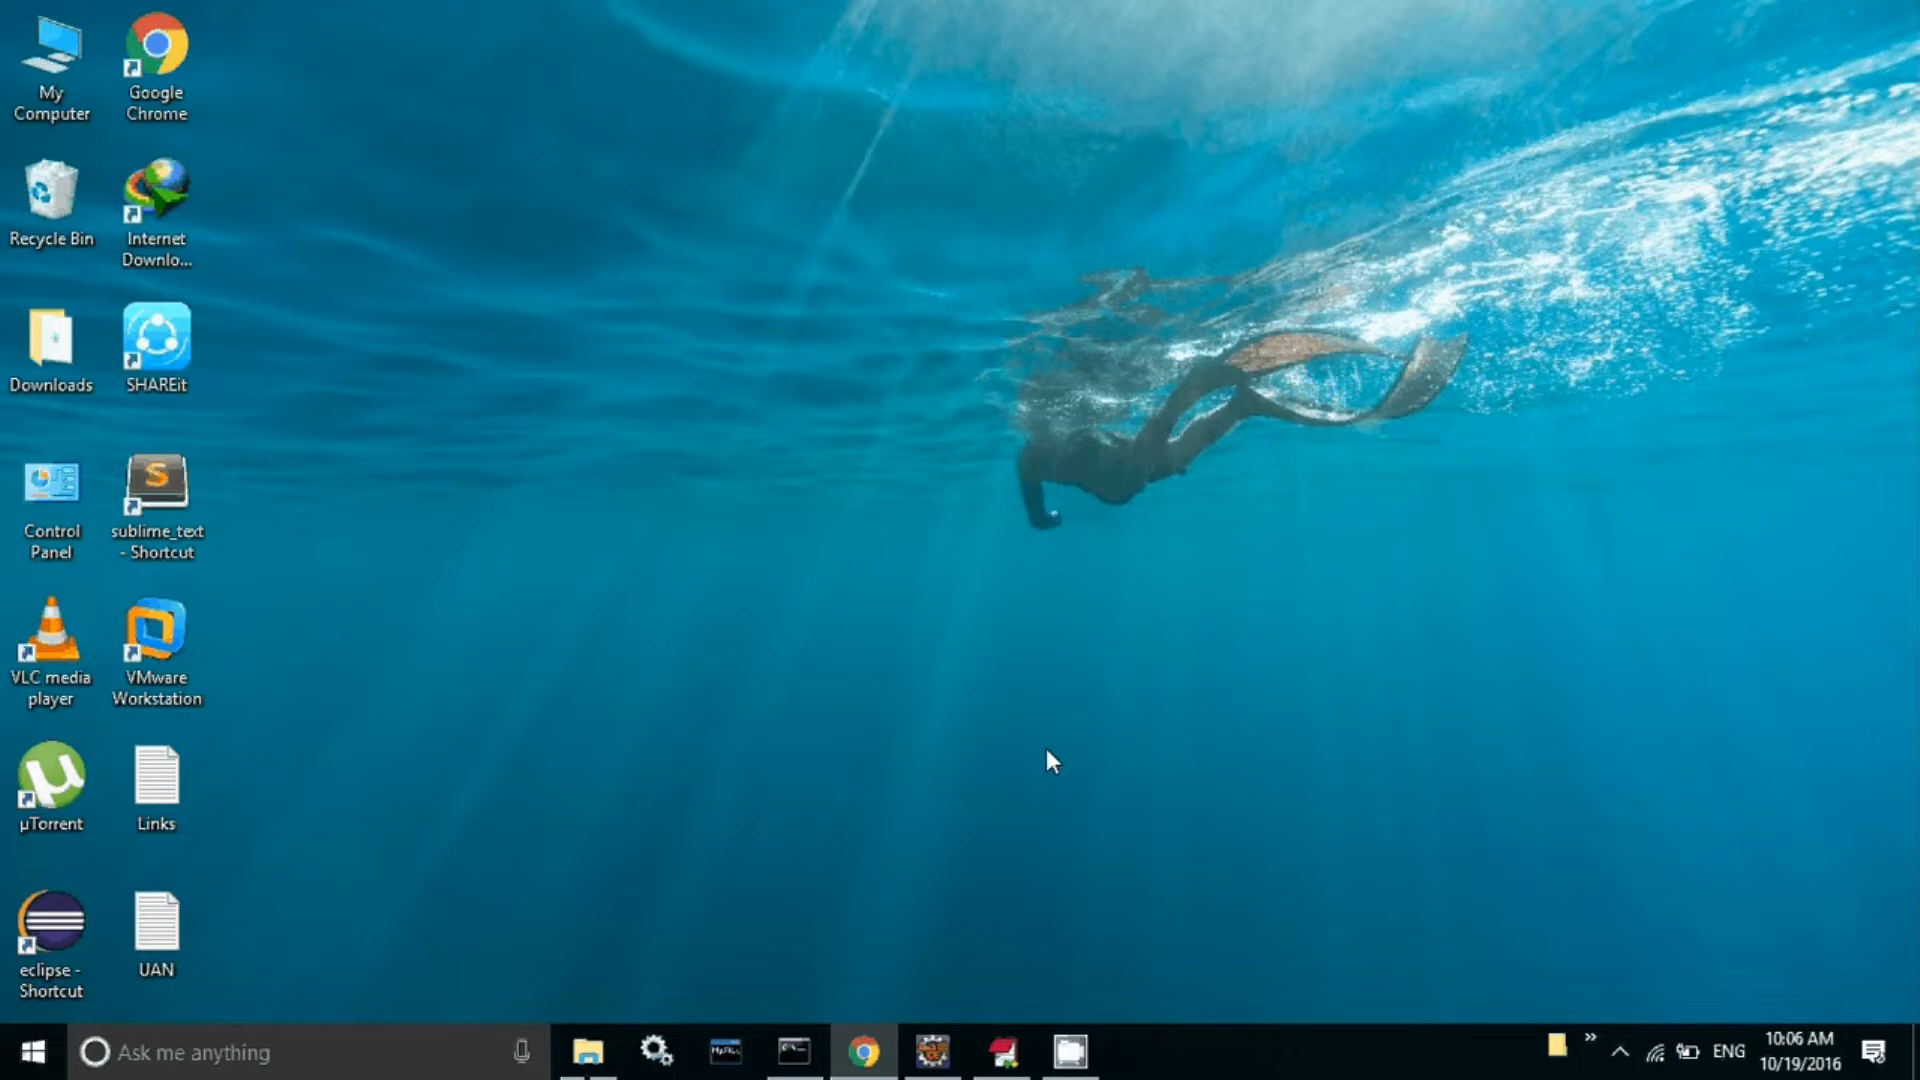 My
Computer
Google
Chrome
Recycle Bin
Internet
Downlo...
Downloads
SHAREit
Control
Panel
S
sublime_text
- Shortcut
VLC media
player
VMware
Workstation
µ
µTorrent
Links
eclipse -
Shortcut
UAN
Ask me anything
ENG
10:06 AM
10/19/2016